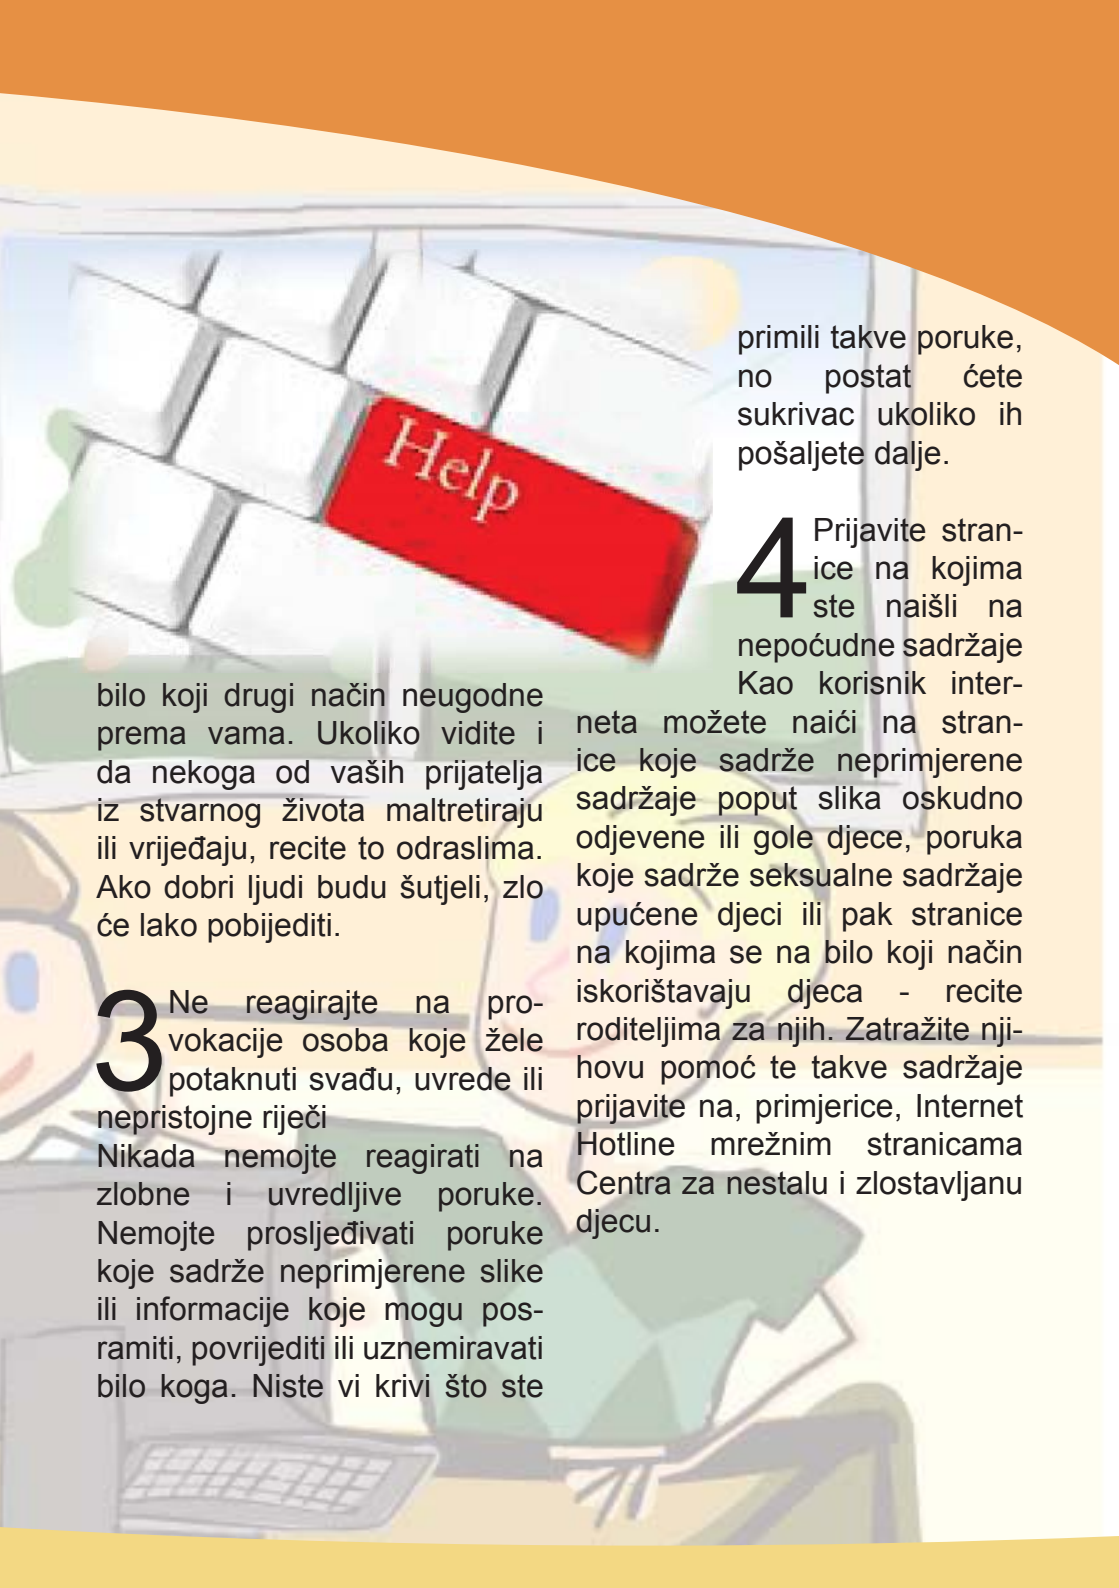 Help
bilo koji drugi način neugodne
prema vama. Ukoliko vidite i
da nekoga od vaših prijatelja
iz stvarnog života maltretiraju
ili vrijeđaju, recite to odraslima.
Ako dobri ljudi budu šutjeli, zlo
će lako pobijediti.
3 Ne reagirajte na pro-
vokacije osoba koje žele
potaknuti svađu, uvrede ili
nepristojne riječi
Nikada nemojte reagirati na
zlobne i uvredljive poruke.
Nemojte prosljeđivati poruke
koje sadrže neprimjerene slike
ili informacije koje mogu pos-
ramiti, povrijediti ili uznemiravati
bilo koga. Niste vi krivi što ste
primili takve poruke,
no postat ćete
sukrivac ukoliko ih
pošaljete dalje.
4 Prijavite stran-
ice na kojima
ste naišli na
nepoćudne sadržaje
Kao korisnik inter-
neta možete naići na stran-
ice koje sadrže neprimjerene
sadržaje poput slika oskudno
odjevene ili gole djece, poruka
koje sadrže seksualne sadržaje
upućene djeci ili pak stranice
na kojima se na bilo koji način
iskorištavaju djeca - recite
roditeljima za njih. Zatražite nji-
hovu pomoć te takve sadržaje
prijavite na, primjerice, Internet
Hotline mrežnim stranicama
Centra za nestalu i zlostavljanu
djecu.